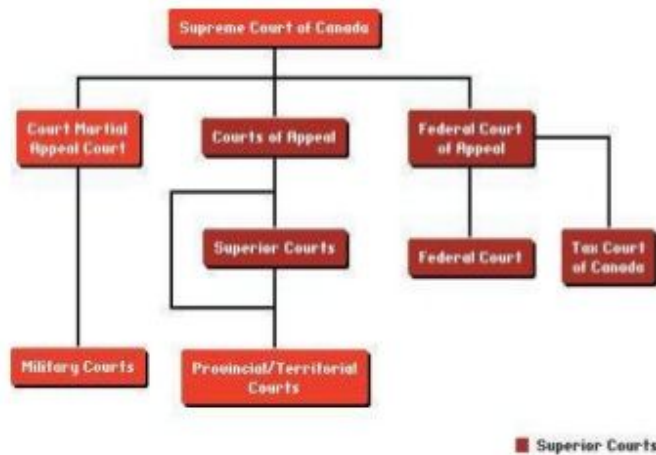 Supreme Court of Canada
Court Martial
Appeal Court
Courts of Appeal
Federal Court
of Appeal
Superior Courts
Federal Court
Tax Court
of Canada
Military Courts
Provincial/Territorial
Courts
Superior Courts